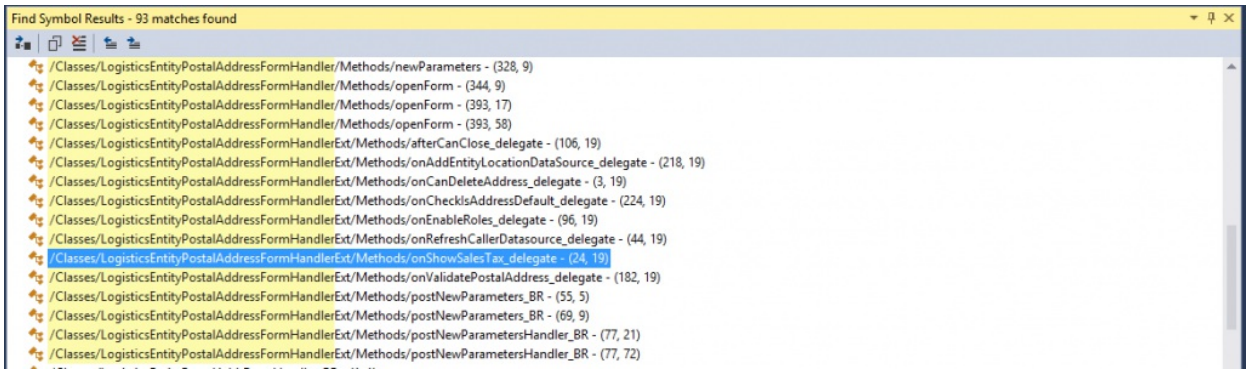 Find Symbol Results - 93 matches found
/Classes/LogisticsEntityPostalAddressFormHandler/Methods/newParameters - (328, 9)
/Classes/LogisticsEntityPostalAddressFormHandler/Methods/openForm - (344, 9)
/Classes/LogisticsEntityPostalAddressFormHandler/Methods/openForm - (393, 17)
/Classes/LogisticsEntityPostalAddressFormHandler/Methods/openForm - (393, 58)
/Classes/LogisticsEntityPostalAddressFormHandlerExt/Methods/afterCanClose_delegate - (106, 19)
/Classes/LogisticsEntityPostalAddressFormHandlerExt/Methods/onAddEntityLocationDataSource_delegate - (218, 19)
/Classes/LogisticsEntityPostalAddressFormHandlerExt/Methods/onCanDeleteAddress_delegate - (3, 19)
/Classes/LogisticsEntityPostalAddressFormHandlerExt/Methods/onCheckIsAddressDefault_delegate - (224, 19)
/Classes/LogisticsEntityPostalAddressFormHandlerExt/Methods/onEnableRoles_delegate - (96, 19)
/Classes/LogisticsEntityPostalAddressFormHandlerExt/Methods/onRefreshCallerDatasource_delegate - (44, 19)
/Classes/LogisticsEntityPostalAddressFormHandlerExt/Methods/onShowSalesTax_delegate - (24, 19)
/Classes/LogisticsEntityPostalAddressFormHandlerExt/Methods/onValidatePostalAddress_delegate - (182, 19)
/Classes/LogisticsEntityPostalAddressFormHandlerExt/Methods/postNewParameters_BR - (55, 5)
/Classes/LogisticsEntityPostalAddressFormHandlerExt/Methods/postNewParameters_BR - (69, 9)
/Classes/LogisticsEntityPostalAddressFormHandlerExt/Methods/postNewParametersHandler_BR - (77, 21)
/Classes/LogisticsEntityPostalAddressFormHandlerExt/Methods/postNewParametersHandler_BR - (77, 72)